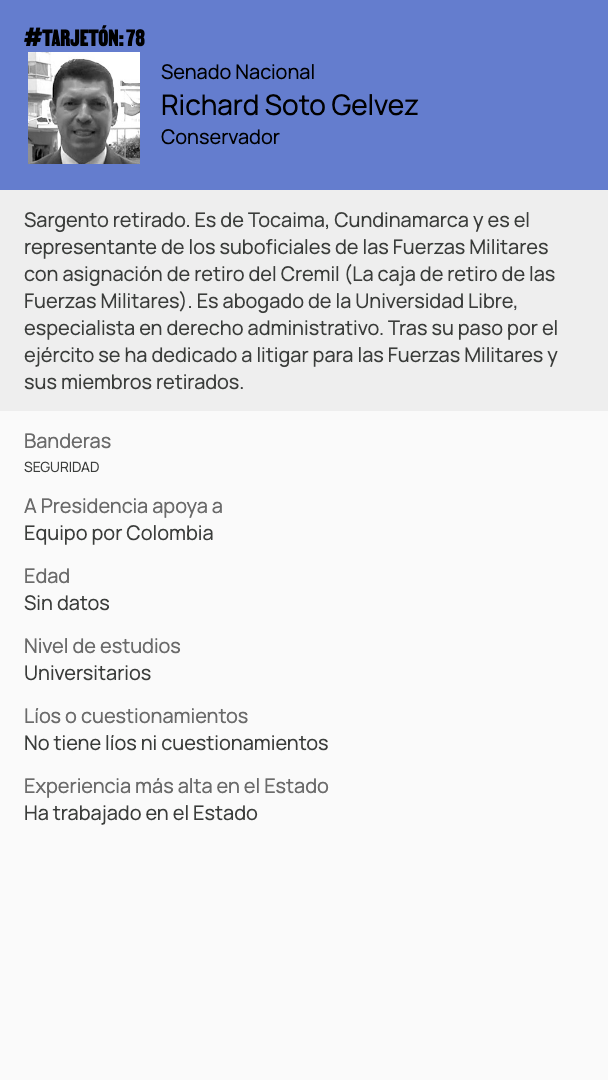 #TARJETÓN: 78
Senado Nacional
Richard Soto Gelvez
Conservador
Sargento retirado. Es de Tocaima, Cundinamarca y es el
representante de los suboficiales de las Fuerzas Militares
con asignación de retiro del Cremil (La caja de retiro de las
Fuerzas Militares). Es abogado de la Universidad Libre,
especialista en derecho administrativo. Tras su paso por el
ejército se ha dedicado a litigar para las Fuerzas Militares y
sus miembros retirados.
Banderas
SEGURIDAD
A Presidencia apoya a
Equipo por Colombia
Edad
Sin datos
Nivel de estudios
Universitarios
Líos o cuestionamientos
No tiene líos ni cuestionamientos
Experiencia más alta en el Estado
Ha trabajado en el Estado